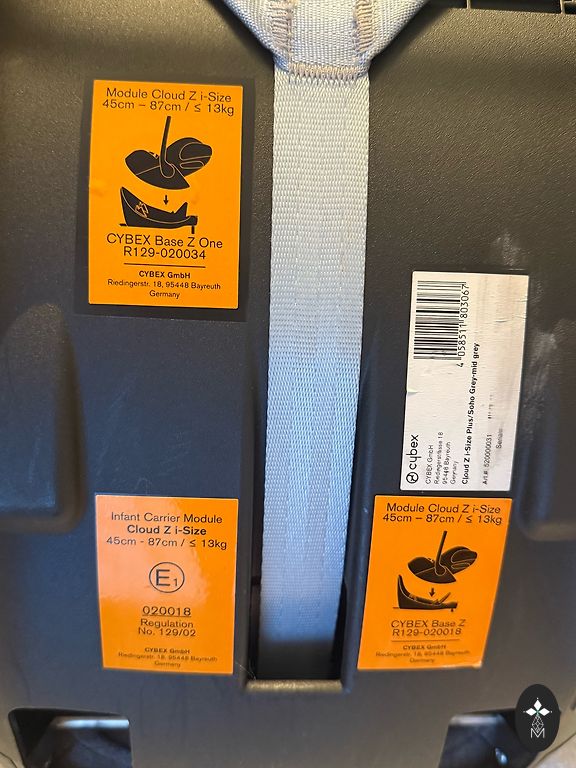 Module Cloud Z i-Size
45cm – 87cm / ≤ 13kg
CYBEX Base Z One
R129-020034
CYBEX GmbH
Riedingerstr. 18, 95448 Bayreuth
Germany
4 058511 803067
cybex
CYBEX GmbH
Riedingerstrasse 18
95448 Bayreuth
Germany
Cloud Z i-Size Plus/Soho Grey-mid grey
Art.#: 520000031
Infant Carrier Module
Cloud Z i-Size
45cm - 87cm / ≤ 13kg
E1
020018
Regulation
No. 129/02
CYBEX GmbH
Riedingerstr. 18, 95448 Bayreuth
Germany
Module Cloud Z i-Size
45cm – 87cm / ≤ 13kg
CYBEX Base Z
R129-020018
CYBEX GmbH
Riedingerstr. 18, 95448 Bayreuth
Germany
M